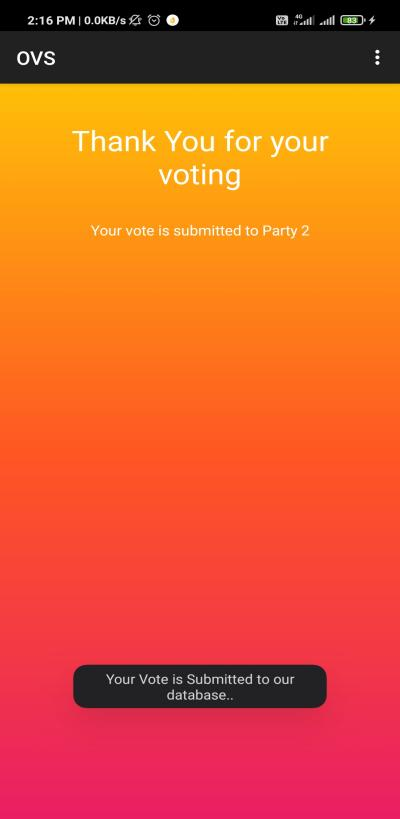 2:16 PM | 0.0KB/s 4G 83
OVS
Thank You for your
voting
Your vote is submitted to Party 2
Your Vote is Submitted to our
database..